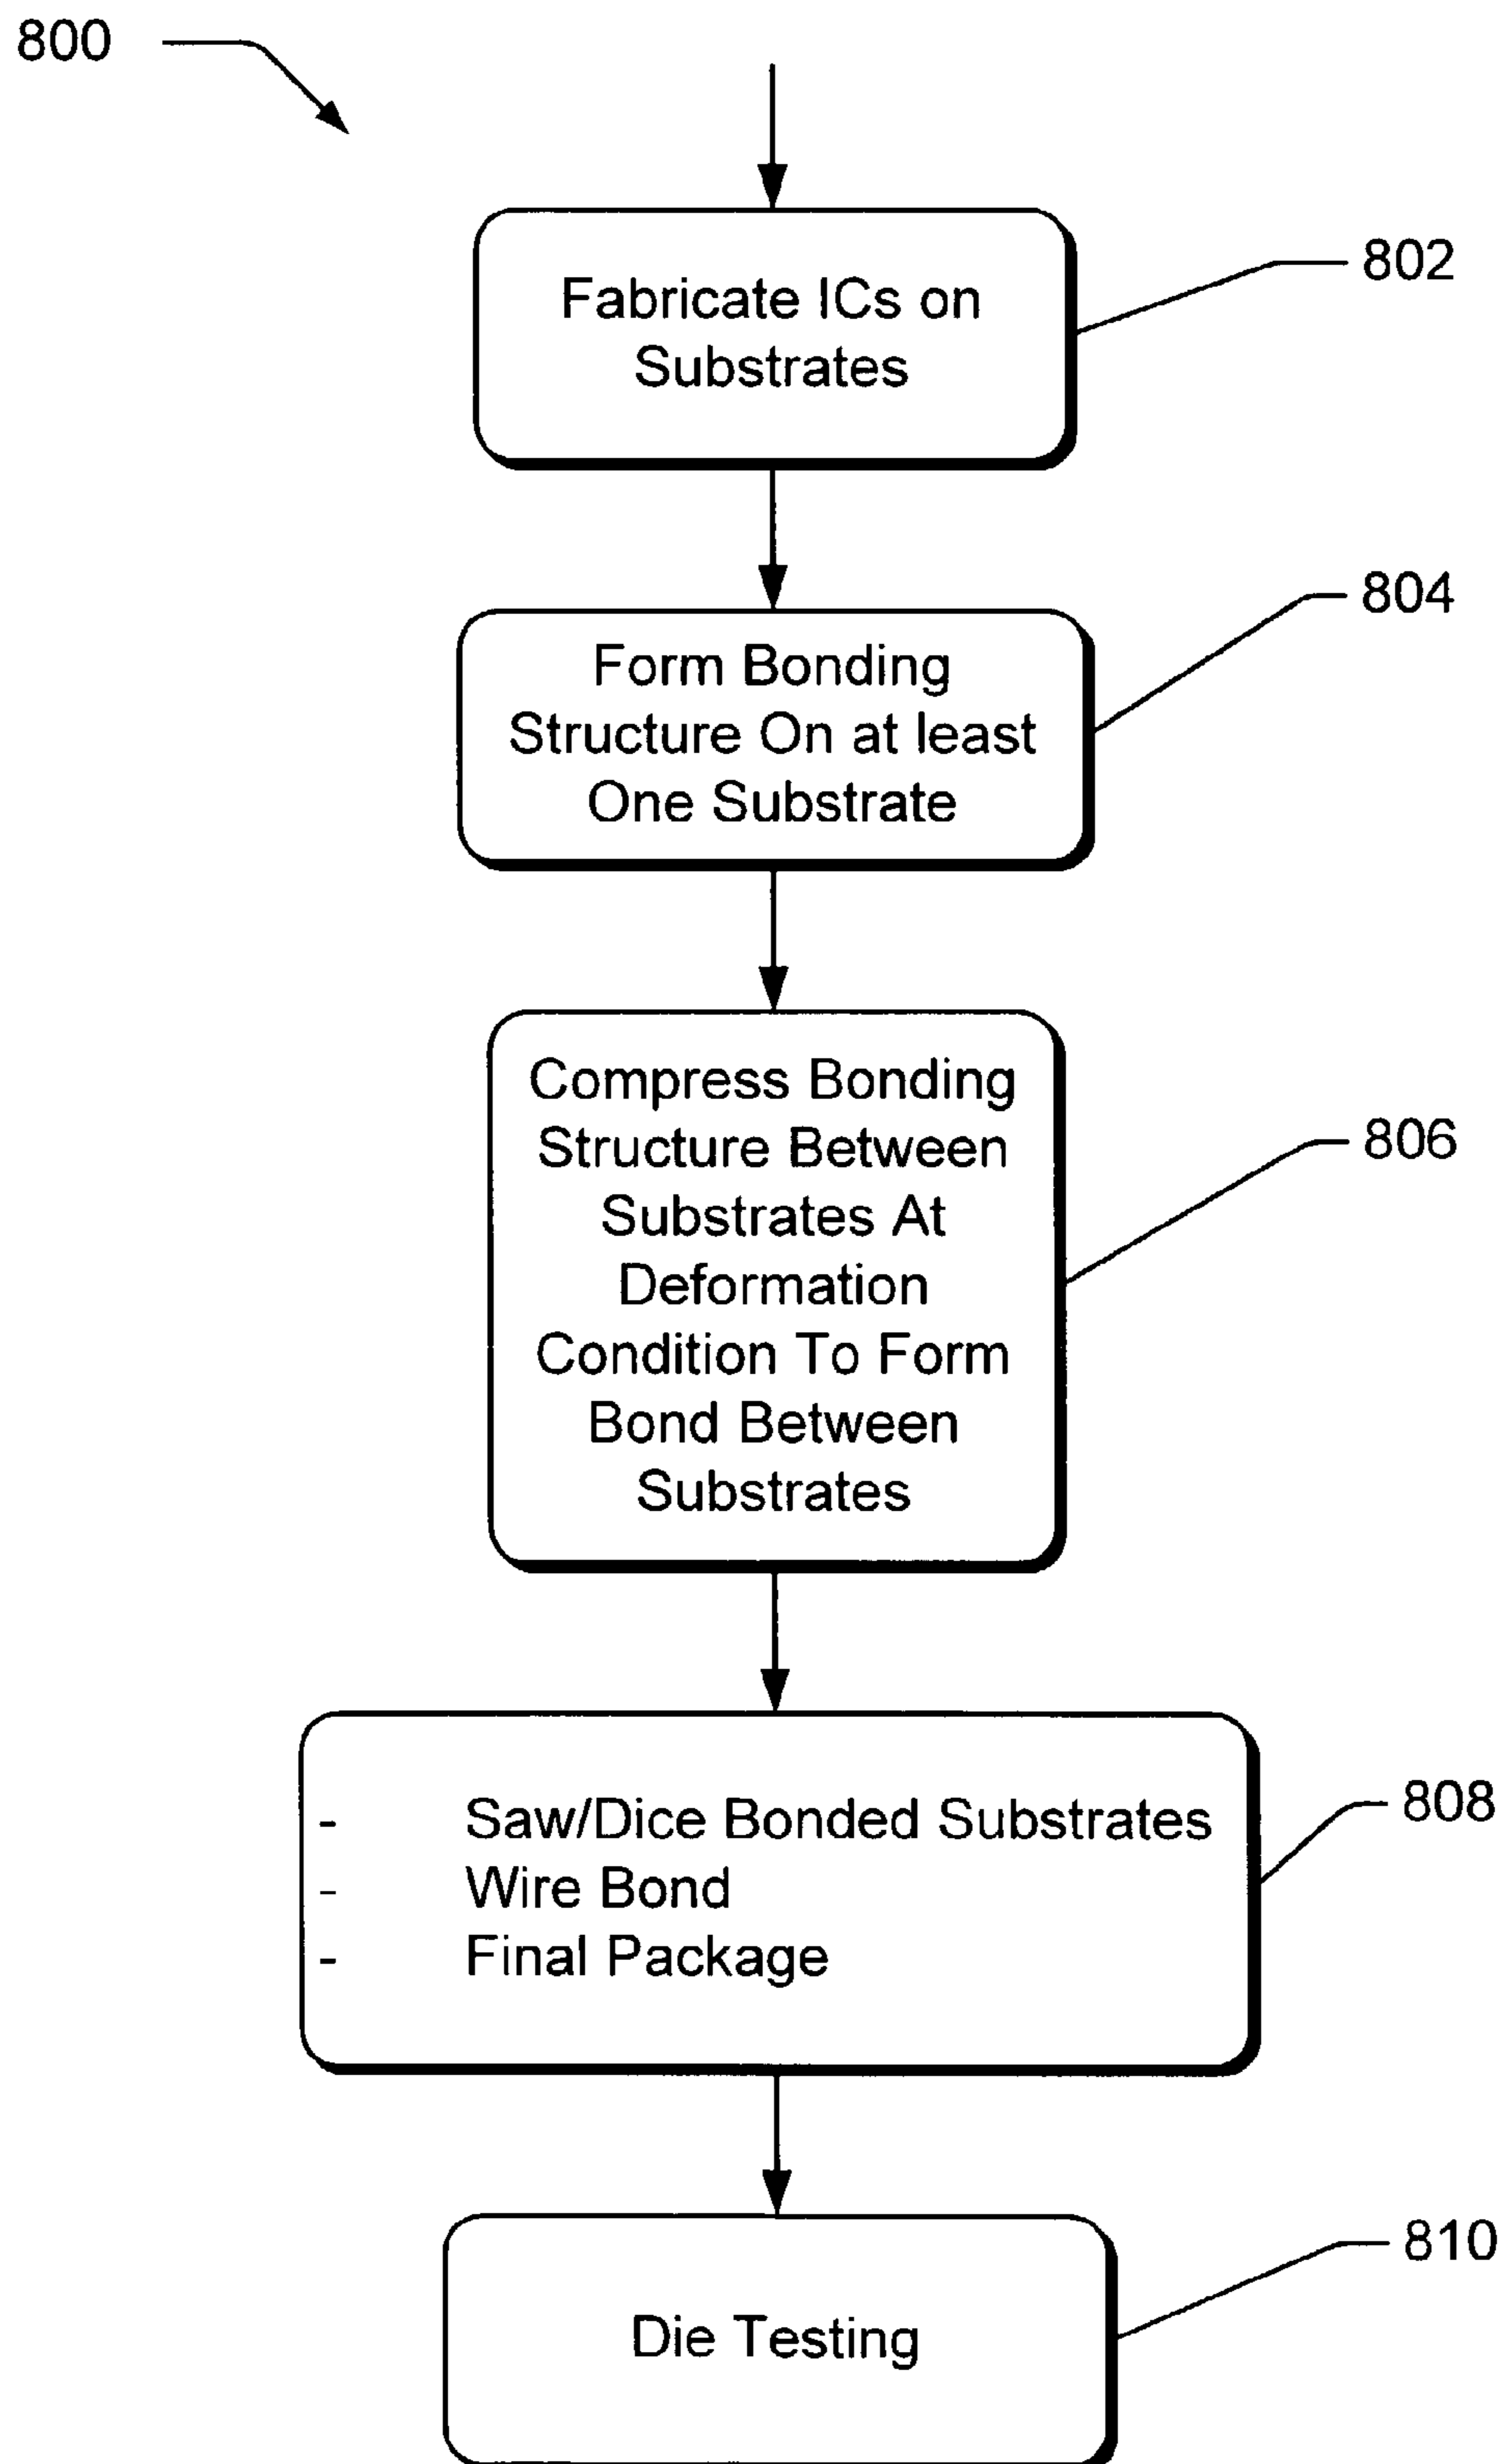 800
Fabricate ICs on
Substrates
802
Form Bonding
Structure On at least
One Substrate
804
Compress Bonding
Structure Between
Substrates At
Deformation
Condition To Form
Bond Between
Substrates
806
- Saw/Dice Bonded Substrates
- Wire Bond
- Final Package
808
Die Testing
810